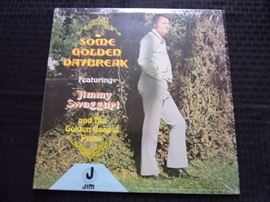 SOME
GOLDEN
DAYBREAK
Featuring
Jimmy
Swaggart
and His
Golden Gospel
Piano
J
JIM